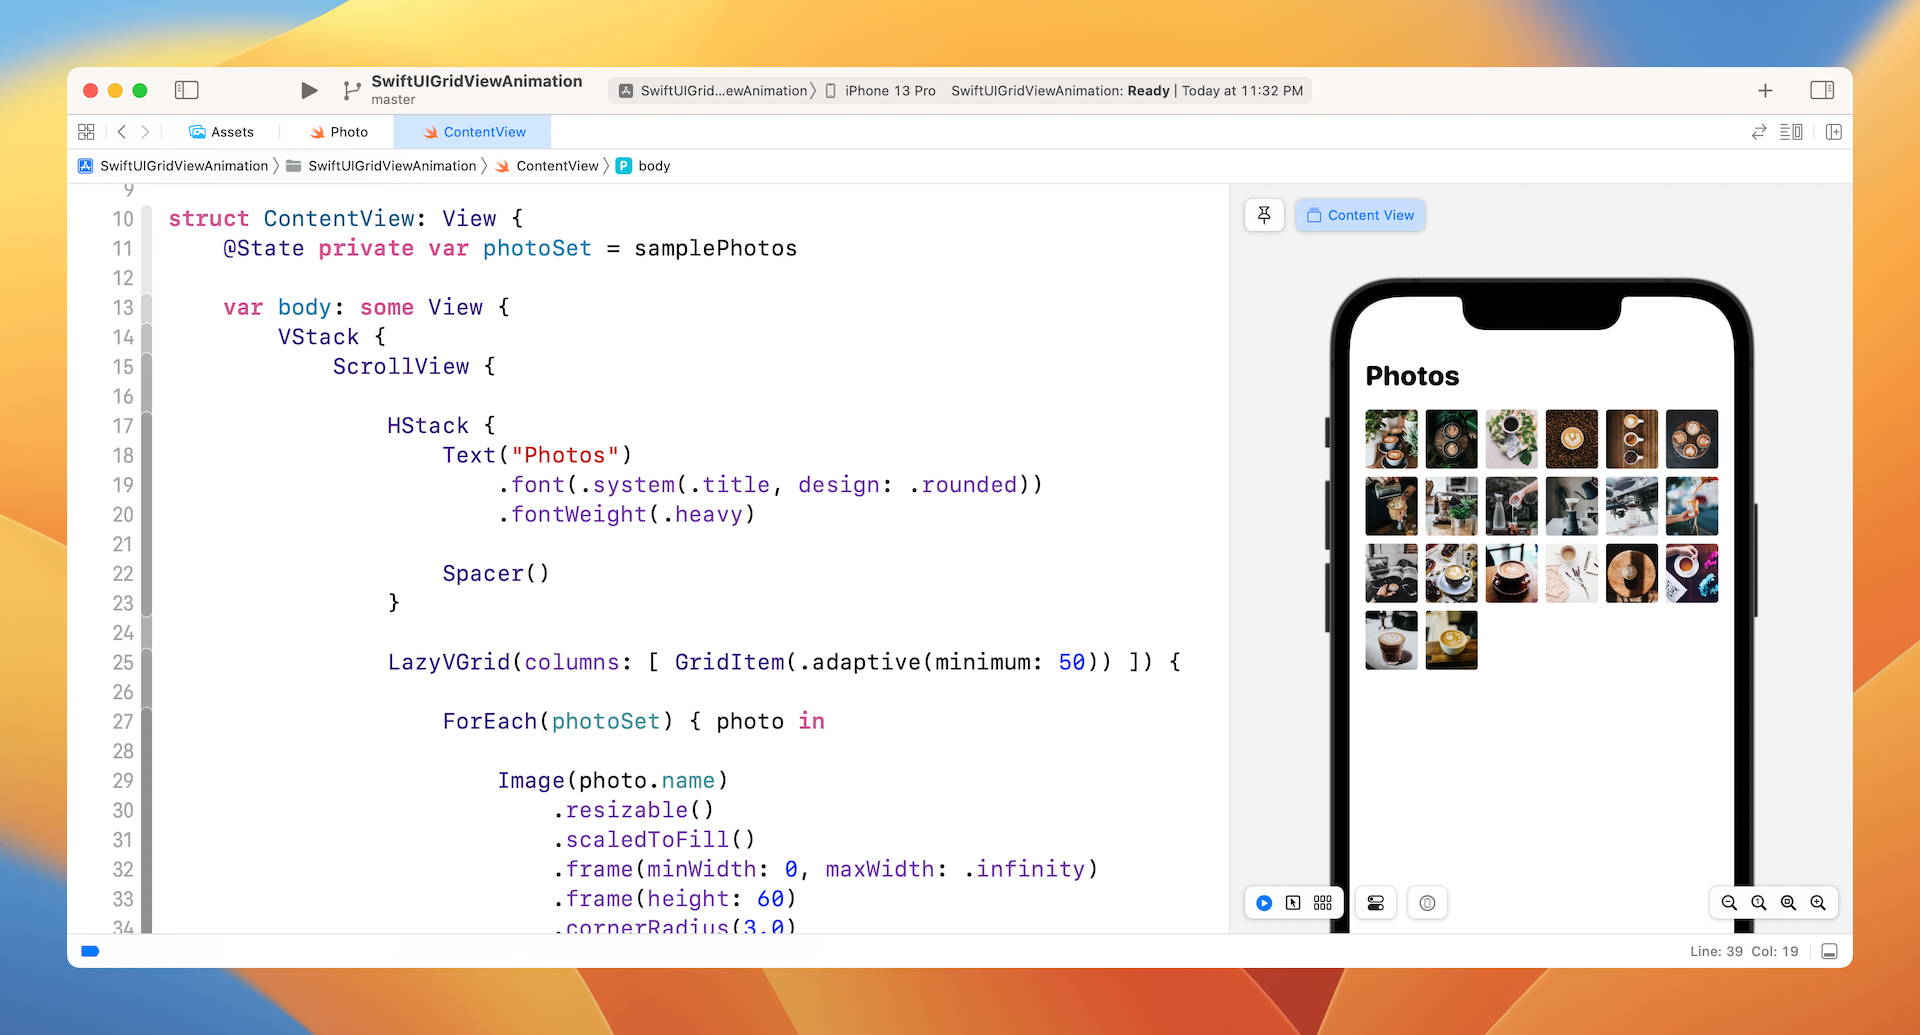 SwiftUIGridViewAnimation
master
SwiftUIGrid...ewAnimation〉 iPhone 13 Pro SwiftUIGridViewAnimation: Ready | Today at 11:32 PM
Assets Photo ContentView
SwiftUIGridViewAnimation 〉 SwiftUIGridViewAnimation 〉 ContentView 〉 P body
9
10 struct ContentView: View {
11 @State private var photoSet = samplePhotos
12
13 var body: some View {
14 VStack {
15 ScrollView {
16
17 HStack {
18 Text("Photos")
19 .font(.system(.title, design: .rounded))
20 .fontWeight(.heavy)
21
22 Spacer()
23 }
24
25 LazyVGrid(columns: [ GridItem(.adaptive(minimum: 50)) ]) {
26
27 ForEach(photoSet) { photo in
28
29 Image(photo.name)
30 .resizable()
31 .scaledToFill()
32 .frame(minWidth: 0, maxWidth: .infinity)
33 .frame(height: 60)
34 .cornerRadius(3.0)
Content View
Photos
Line: 39 Col: 19